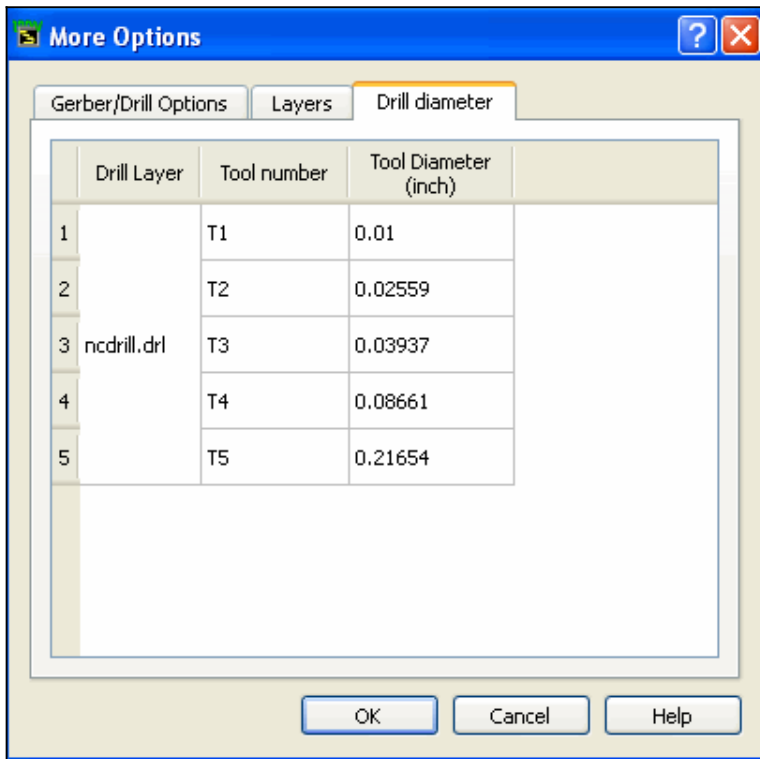 More Options
Gerber/Drill Options Layers Drill diameter
Drill Layer Tool number Tool Diameter
(inch)
1 T1 0.01
2 T2 0.02559
3 ncdrill.drl T3 0.03937
4 T4 0.08661
5 T5 0.21654
OK Cancel Help